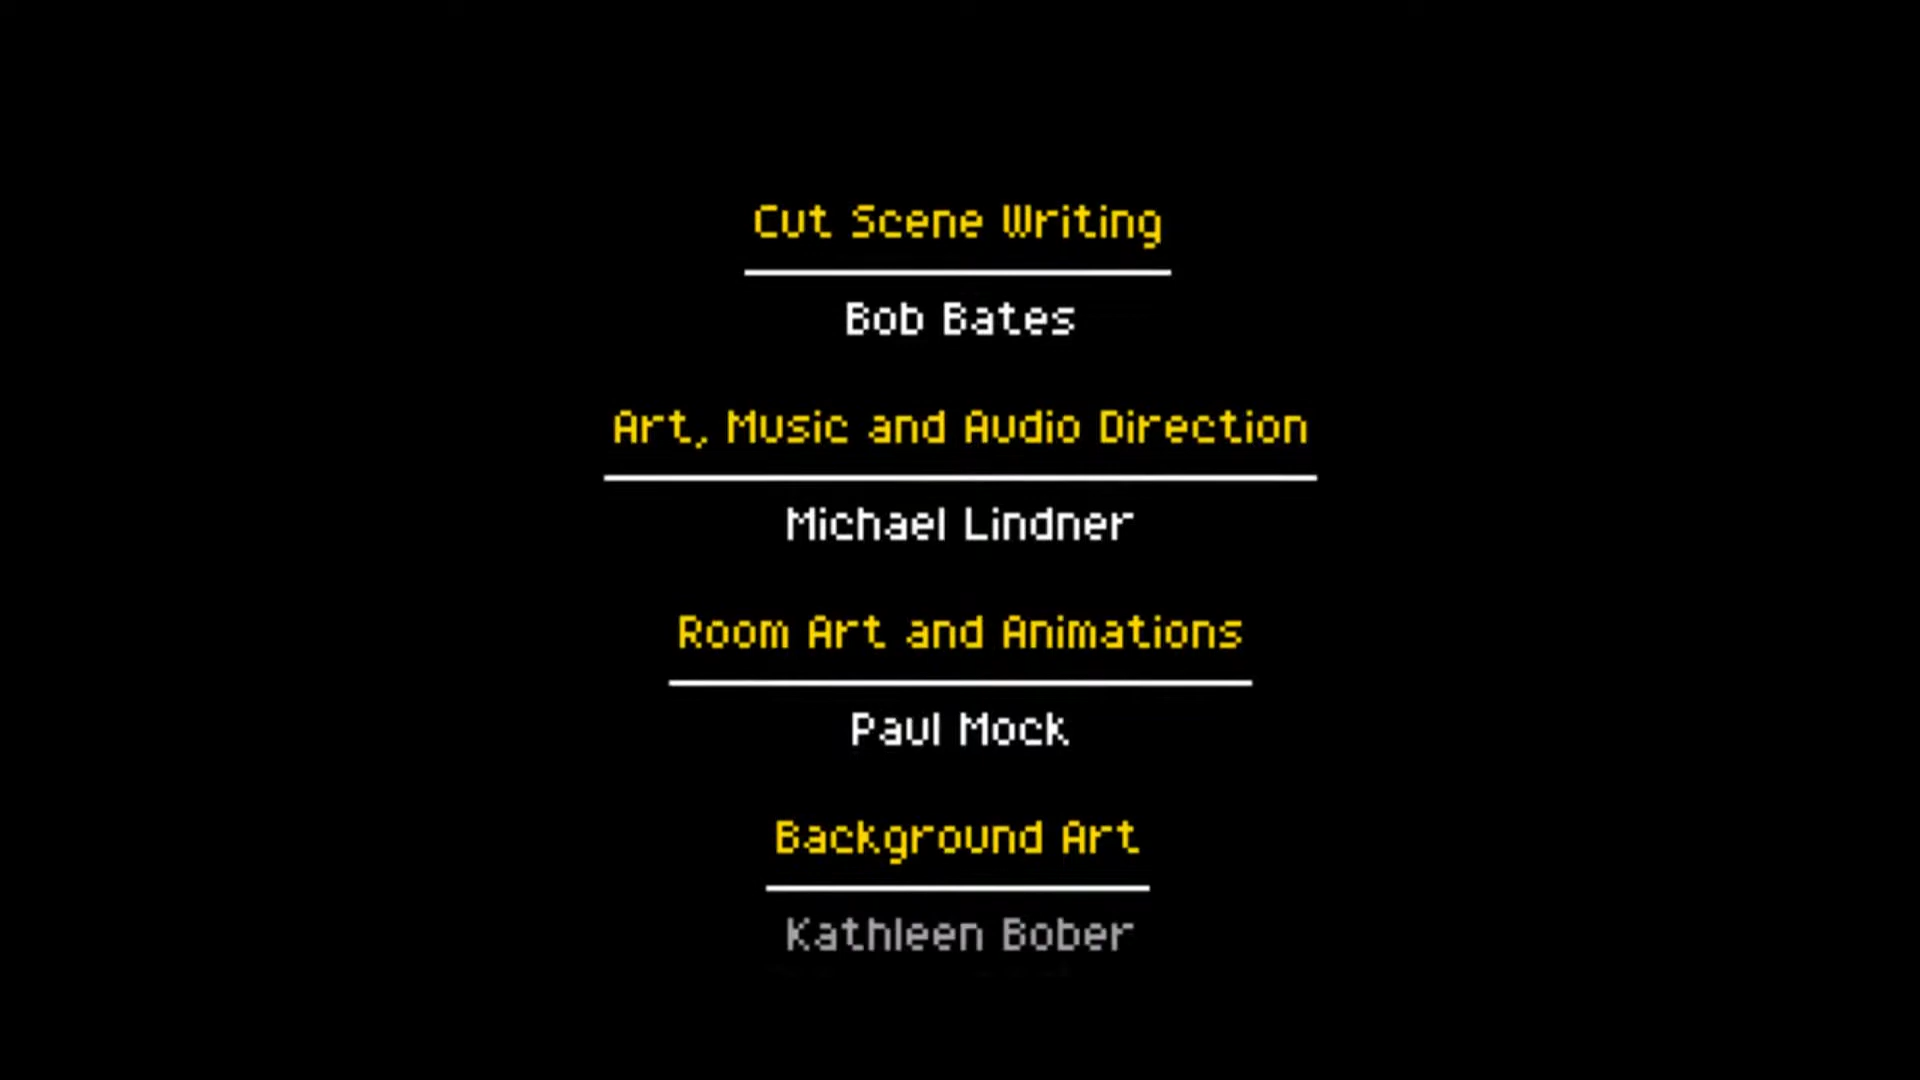 Cut Scene Writing
Bob Bates
Art, Music and Audio Direction
Michael Lindner
Room Art and Animations
Paul Mock
Background Art
Kathleen Bober